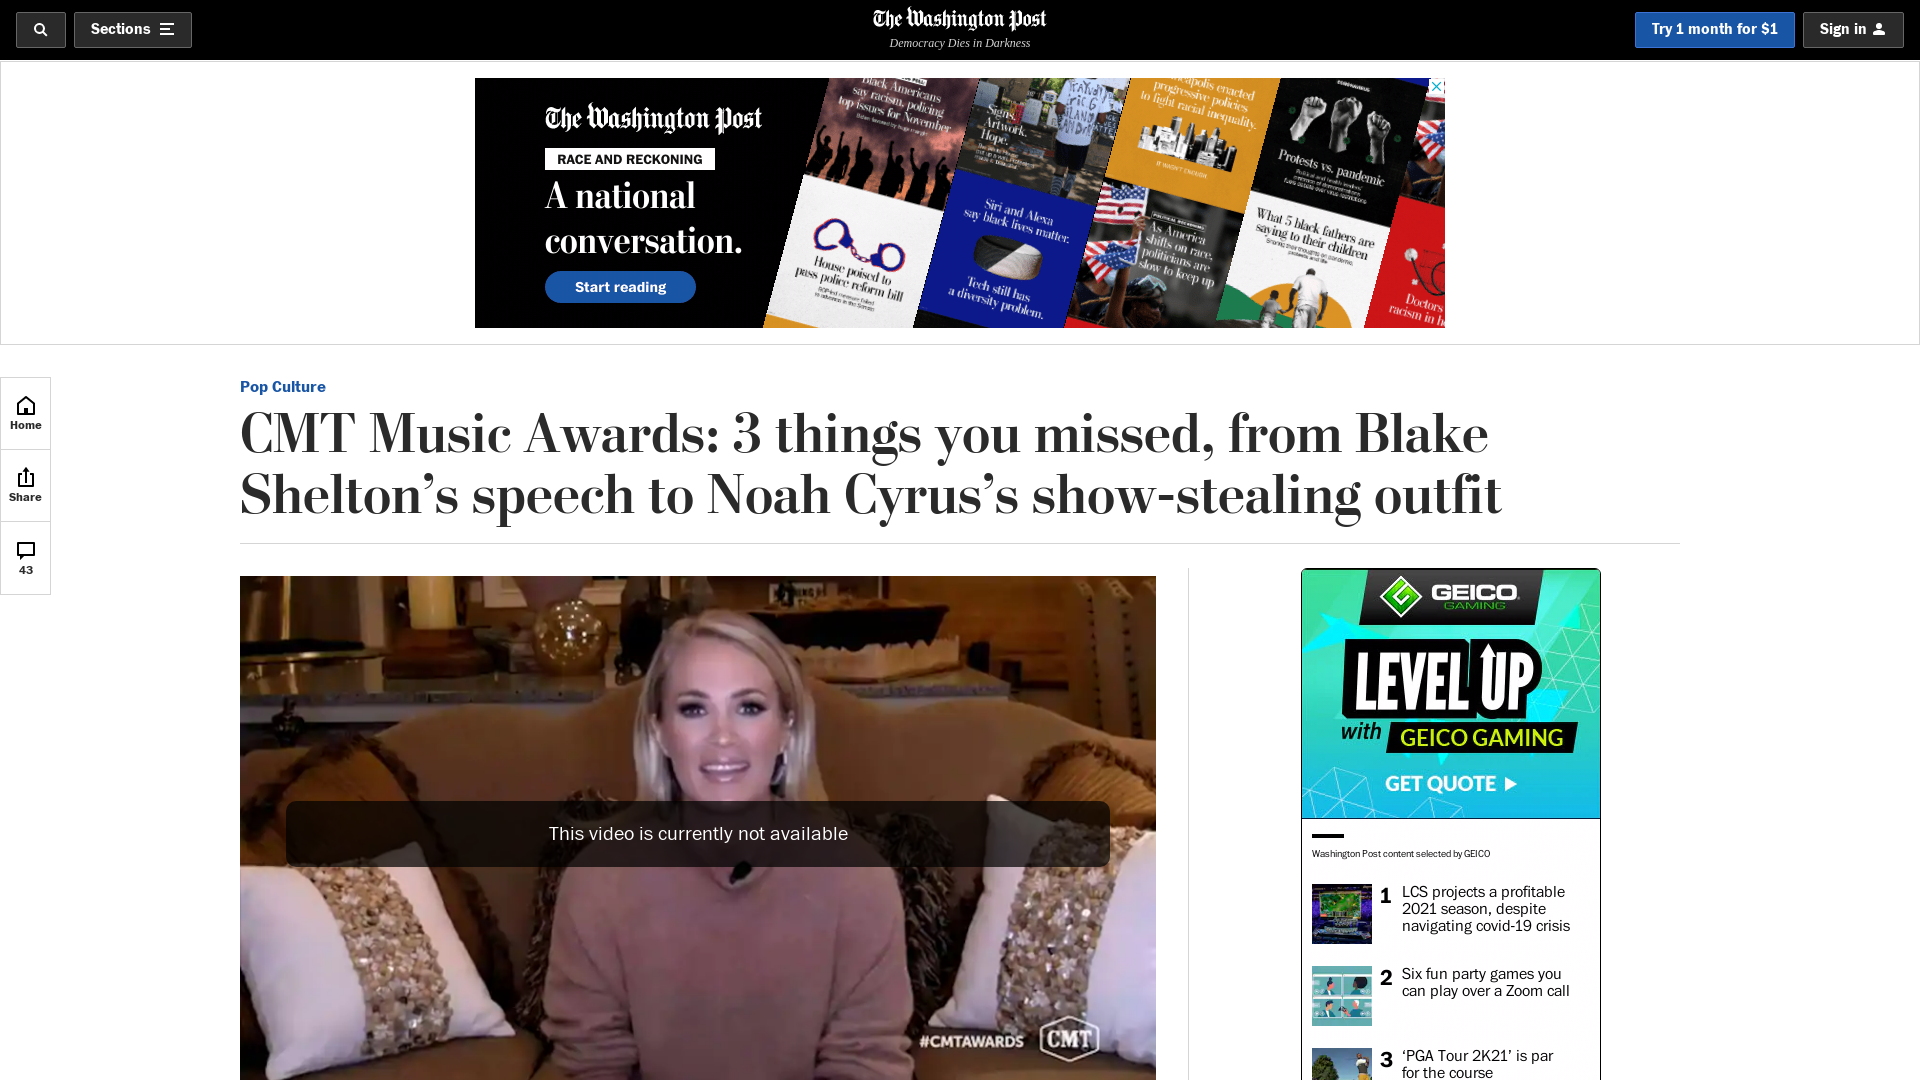 Sections
The Washington Post
Democracy Dies in Darkness
Try 1 month for $1
Sign in
The Washington Post
RACE AND RECKONING
A national
conversation.
Start reading
Black Americans
say racism, policing
top issues for November
Signs.
Artwork.
Hope.
enacted
progressive policies
to fight racial inequality.
IT WASN'T ENOUGH.
CORONAVIRUS
Protests vs. pandemic
House poised to
pass police reform bill
Siri and Alexa
say black lives matter.
Tech still has
a diversity problem.
As America
shifts on race,
politicians are
slow to keep up
What 5 black fathers are
saying to their children
Doctors
racism in
Home
Share
43
Pop Culture
CMT Music Awards: 3 things you missed, from Blake
Shelton’s speech to Noah Cyrus’s show-stealing outfit
This video is currently not available
#CMTAWARDS
CMT
GEICO
GAMING
LEVEL UP
with GEICO GAMING
GET QUOTE
Washington Post content selected by GEICO
1 LCS projects a profitable
2021 season, despite
navigating covid-19 crisis
2 Six fun party games you
can play over a Zoom call
3 ‘PGA Tour 2K21’ is par
for the course